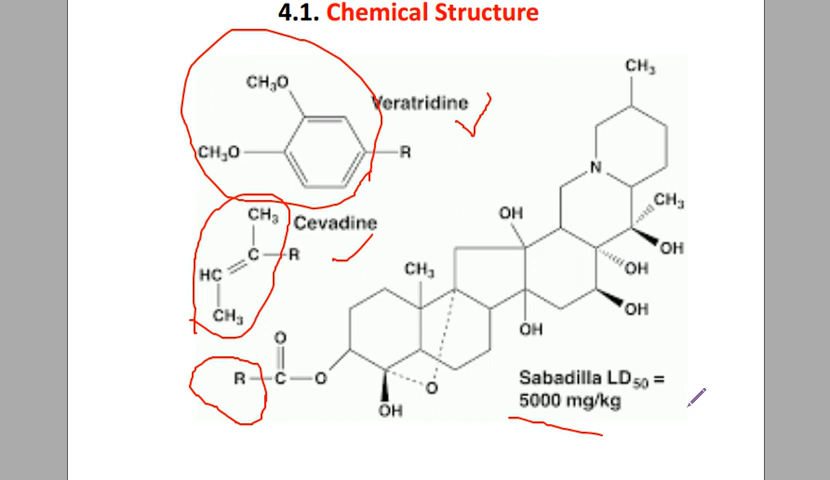 4.1. Chemical Structure
CH₃
CH₃O
Veratridine
CH₃O
R
N
CH₃
OH
CH₃
Cevadine
OH
C
R
OH
HC
CH₃
OH
CH₃
OH
O
R
C
O
O
Sabadilla LD₅₀ =
5000 mg/kg
OH